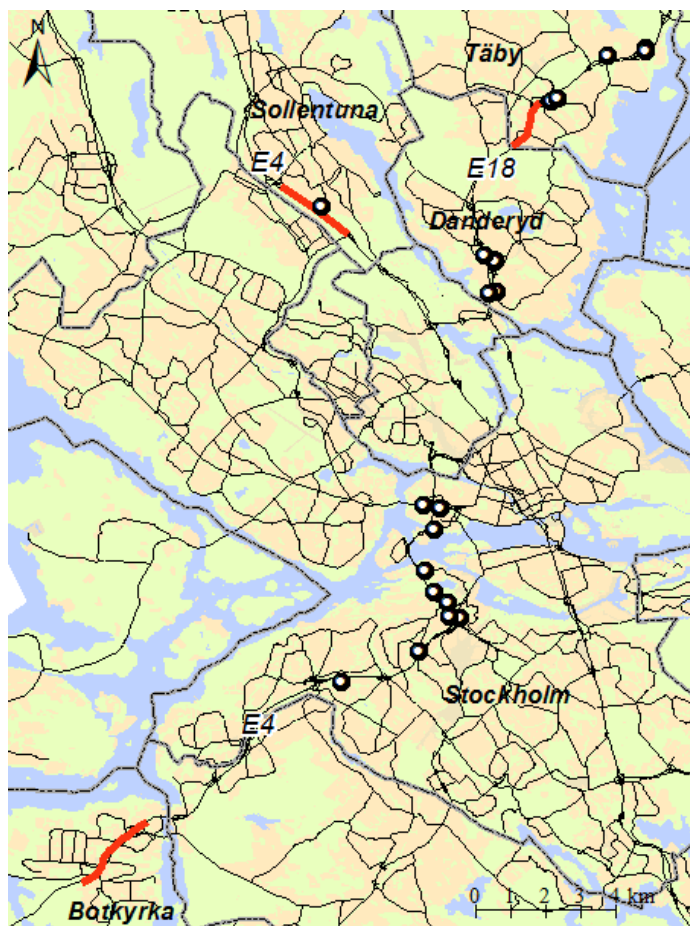 N
Täby
Sollentuna
E4
E18
Danderyd
Stockholm
E4
Botkyrka
0 1 2 3 4 km